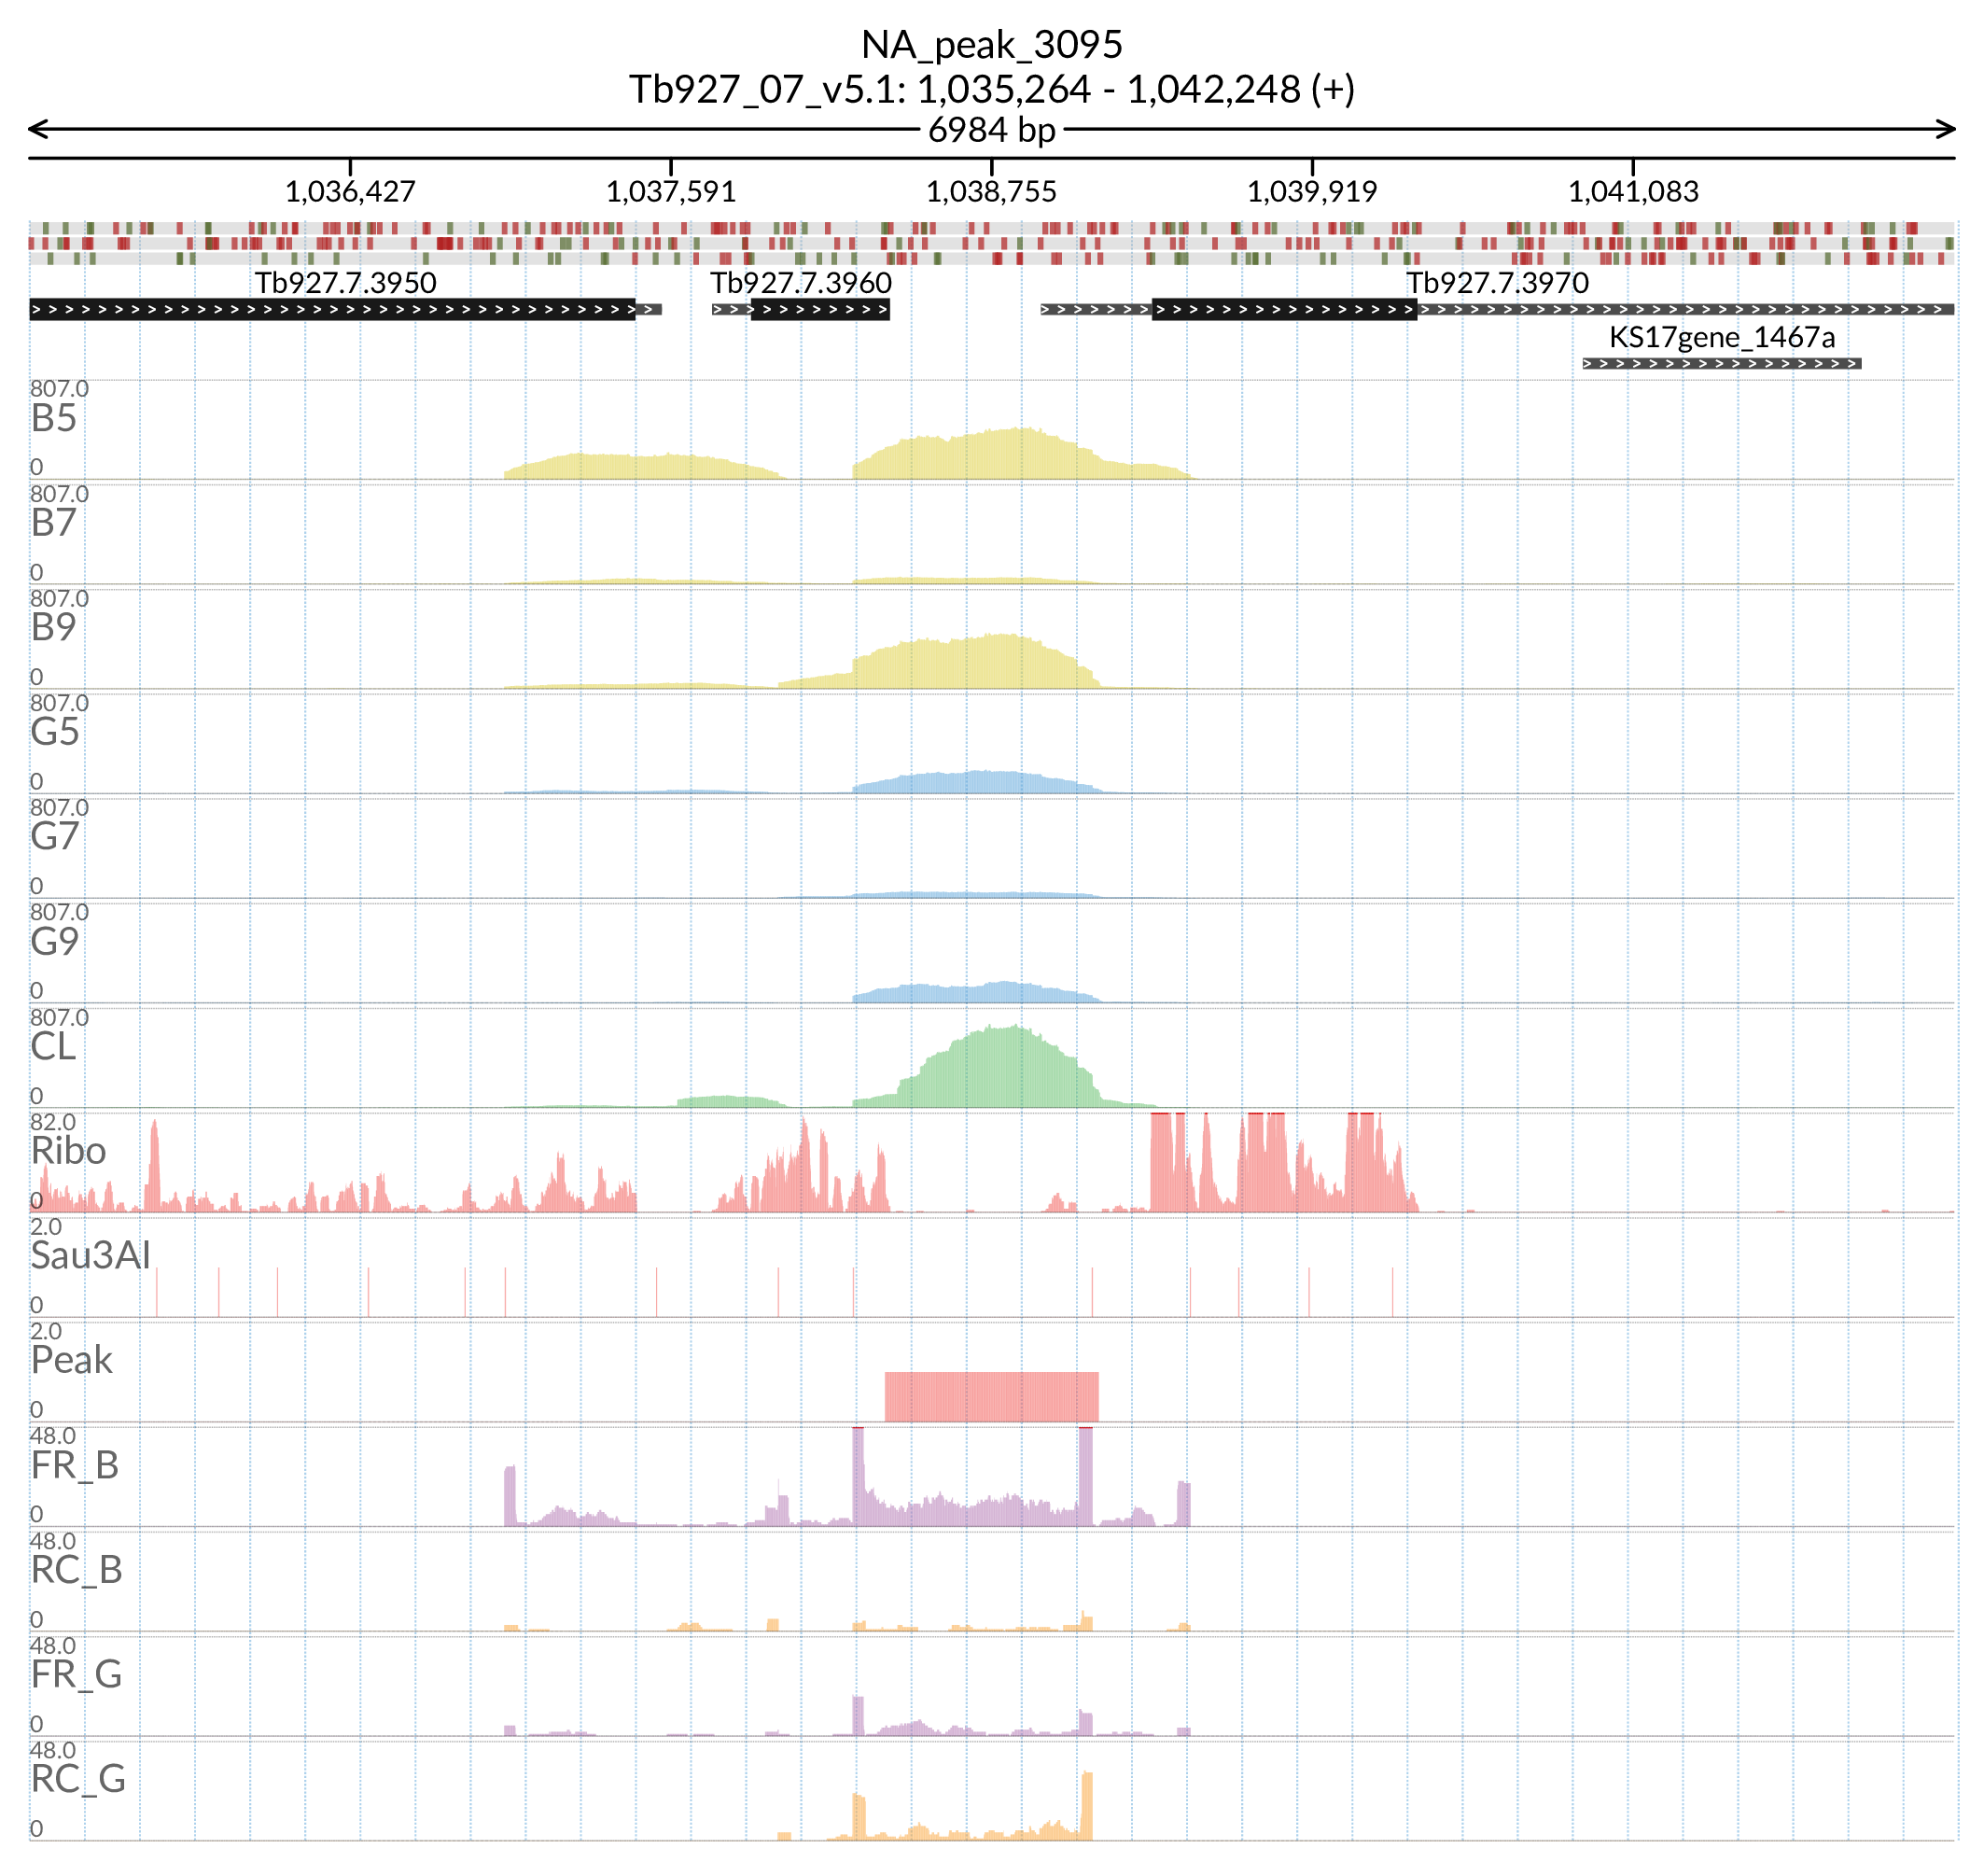 NA_peak_3095
Tb927_07_v5.1: 1,035,264 - 1,042,248 (+)
6984 bp
1,036,427 1,037,591 1,038,755 1,039,919 1,041,083
Tb927.7.3950 Tb927.7.3960 Tb927.7.3970
KS17gene_1467a
807.0
B5
0
807.0
B7
0
807.0
B9
0
807.0
G5
0
807.0
G7
0
807.0
G9
0
807.0
CL
0
82.0
Ribo
0
2.0
Sau3AI
0
2.0
Peak
0
48.0
FR_B
0
48.0
RC_B
0
48.0
FR_G
0
48.0
RC_G
0